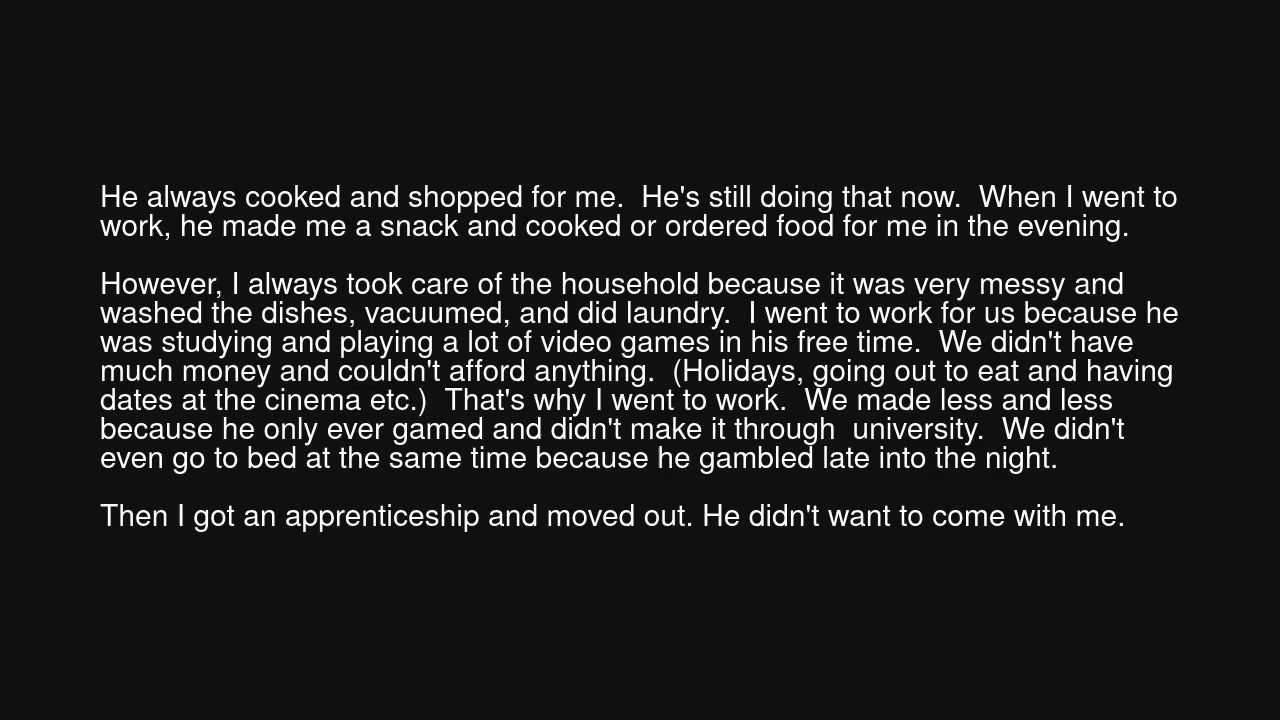 He always cooked and shopped for me.  He's still doing that now.  When I went to
work, he made me a snack and cooked or ordered food for me in the evening.
However, I always took care of the household because it was very messy and
washed the dishes, vacuumed, and did laundry.  I went to work for us because he
was studying and playing a lot of video games in his free time.  We didn't have
much money and couldn't afford anything.  (Holidays, going out to eat and having
dates at the cinema etc.)  That's why I went to work.  We made less and less
because he only ever gamed and didn't make it through  university.  We didn't
even go to bed at the same time because he gambled late into the night.
Then I got an apprenticeship and moved out. He didn't want to come with me.